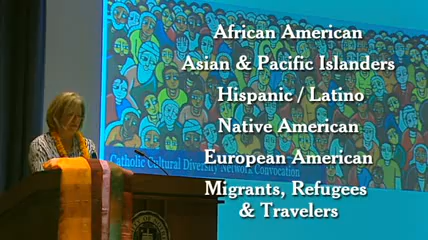 African American
Asian & Pacific Islanders
Hispanic / Latino
Native American
European American
Migrants, Refugees
& Travelers
Catholic Cultural Diversity Network Convocation